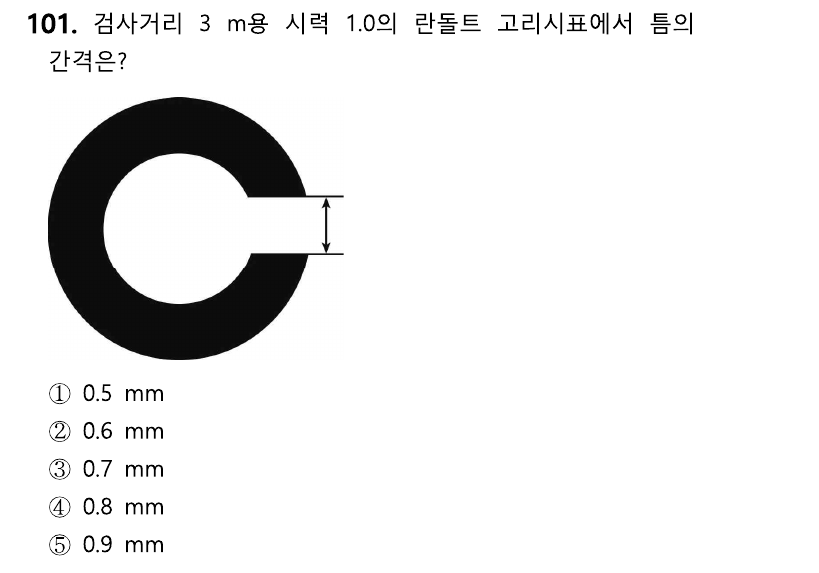 101. 검사거리 3 m용 시력 1.0의 란돌트 고리시표에서 틈의
간격은?
① 0.5 mm
② 0.6 mm
③ 0.7 mm
④ 0.8 mm
⑤ 0.9 mm